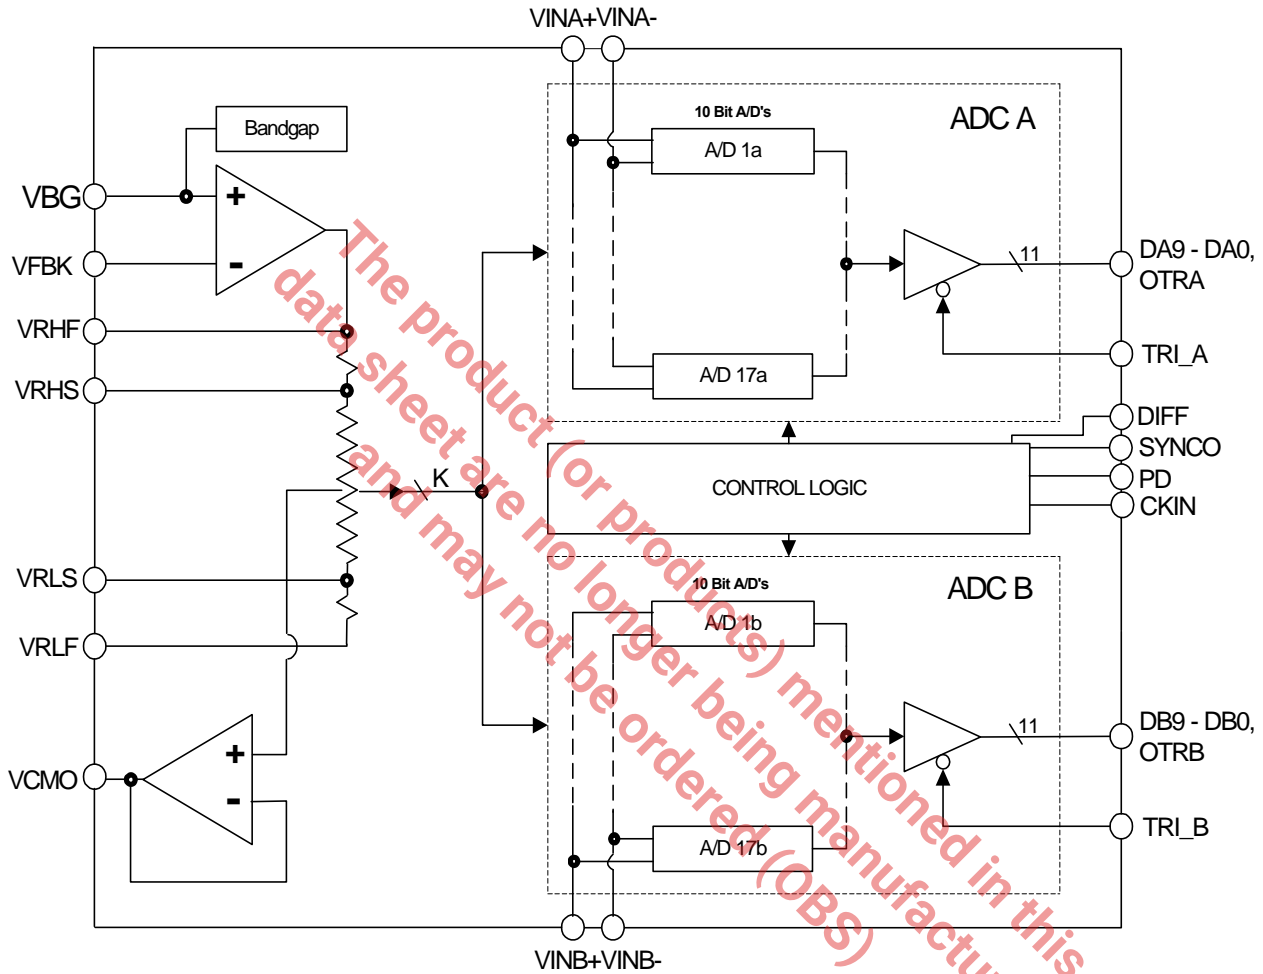 VINA+ VINA-
Bandgap
10 Bit A/D's
ADC A
A/D 1a
VBG
+
-
VFBK
VRHF
VRHS
11
DA9 - DA0,
OTRA
TRI_A
A/D 17a
DIFF
SYNCO
PD
CKIN
K
CONTROL LOGIC
10 Bit A/D's
ADC B
A/D 1b
VRLS
VRLF
11
DB9 - DB0,
OTRB
VCMO
+
-
TRI_B
A/D 17b
VINB+ VINB-
The product (or products) mentioned in this
data sheet are no longer being manufactu
and may not be ordered (OBS)